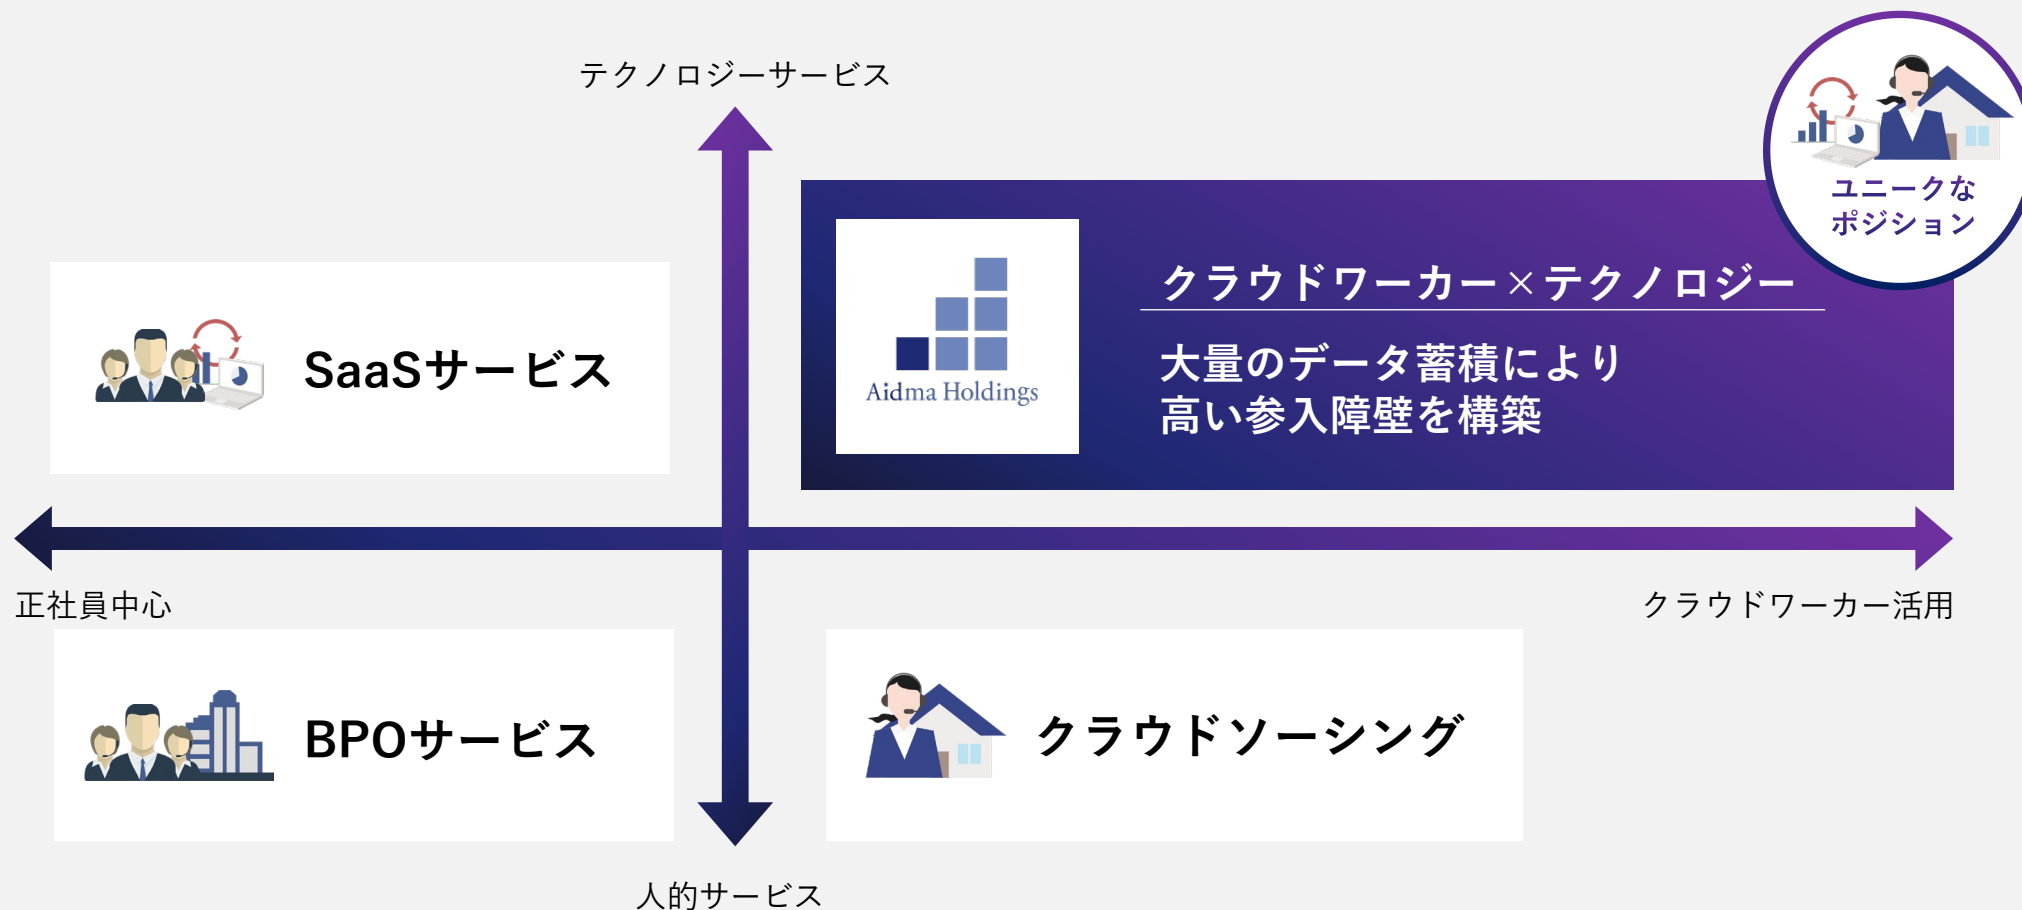 テクノロジーサービス
ユニークな
ポジション
SaaSサービス
Aidma Holdings
クラウドワーカー×テクノロジー
大量のデータ蓄積により
高い参入障壁を構築
正社員中心
クラウドワーカー活用
BPOサービス
クラウドソーシング
人的サービス